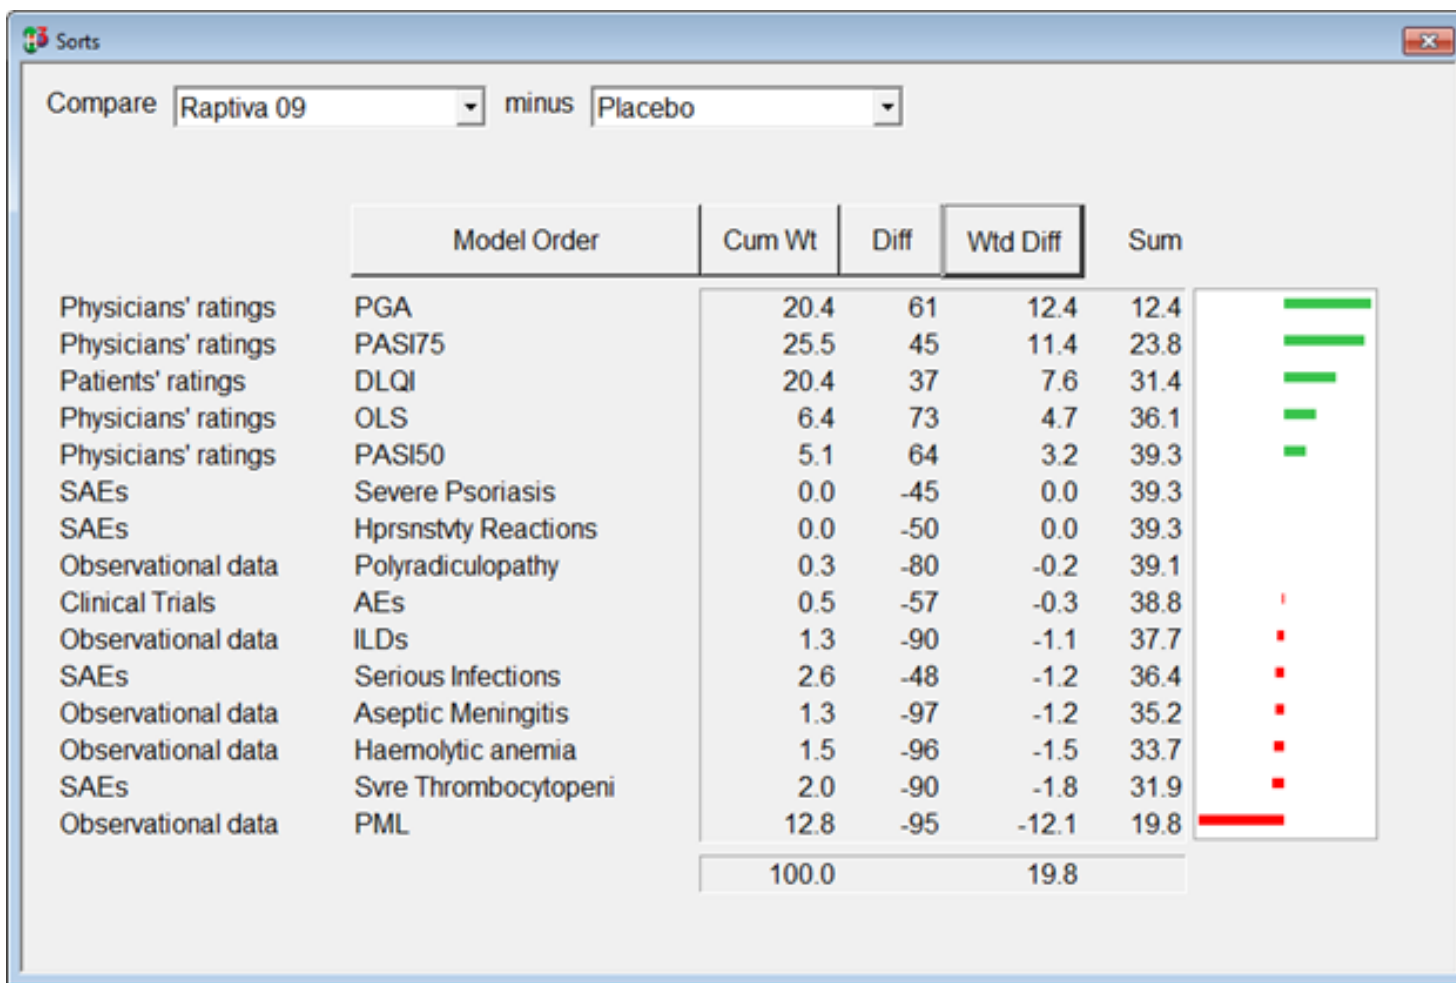 Sorts
Compare Raptiva 09 minus Placebo
Model Order Cum Wt Diff Wtd Diff Sum
Physicians' ratings PGA 20.4 61 12.4 12.4
Physicians' ratings PASI75 25.5 45 11.4 23.8
Patients' ratings DLQI 20.4 37 7.6 31.4
Physicians' ratings OLS 6.4 73 4.7 36.1
Physicians' ratings PASI50 5.1 64 3.2 39.3
SAEs Severe Psoriasis 0.0 -45 0.0 39.3
SAEs Hprsnstvty Reactions 0.0 -50 0.0 39.3
Observational data Polyradiculopathy 0.3 -80 -0.2 39.1
Clinical Trials AEs 0.5 -57 -0.3 38.8
Observational data ILDs 1.3 -90 -1.1 37.7
SAEs Serious Infections 2.6 -48 -1.2 36.4
Observational data Aseptic Meningitis 1.3 -97 -1.2 35.2
Observational data Haemolytic anemia 1.5 -96 -1.5 33.7
SAEs Svre Thrombocytopeni 2.0 -90 -1.8 31.9
Observational data PML 12.8 -95 -12.1 19.8
100.0 19.8